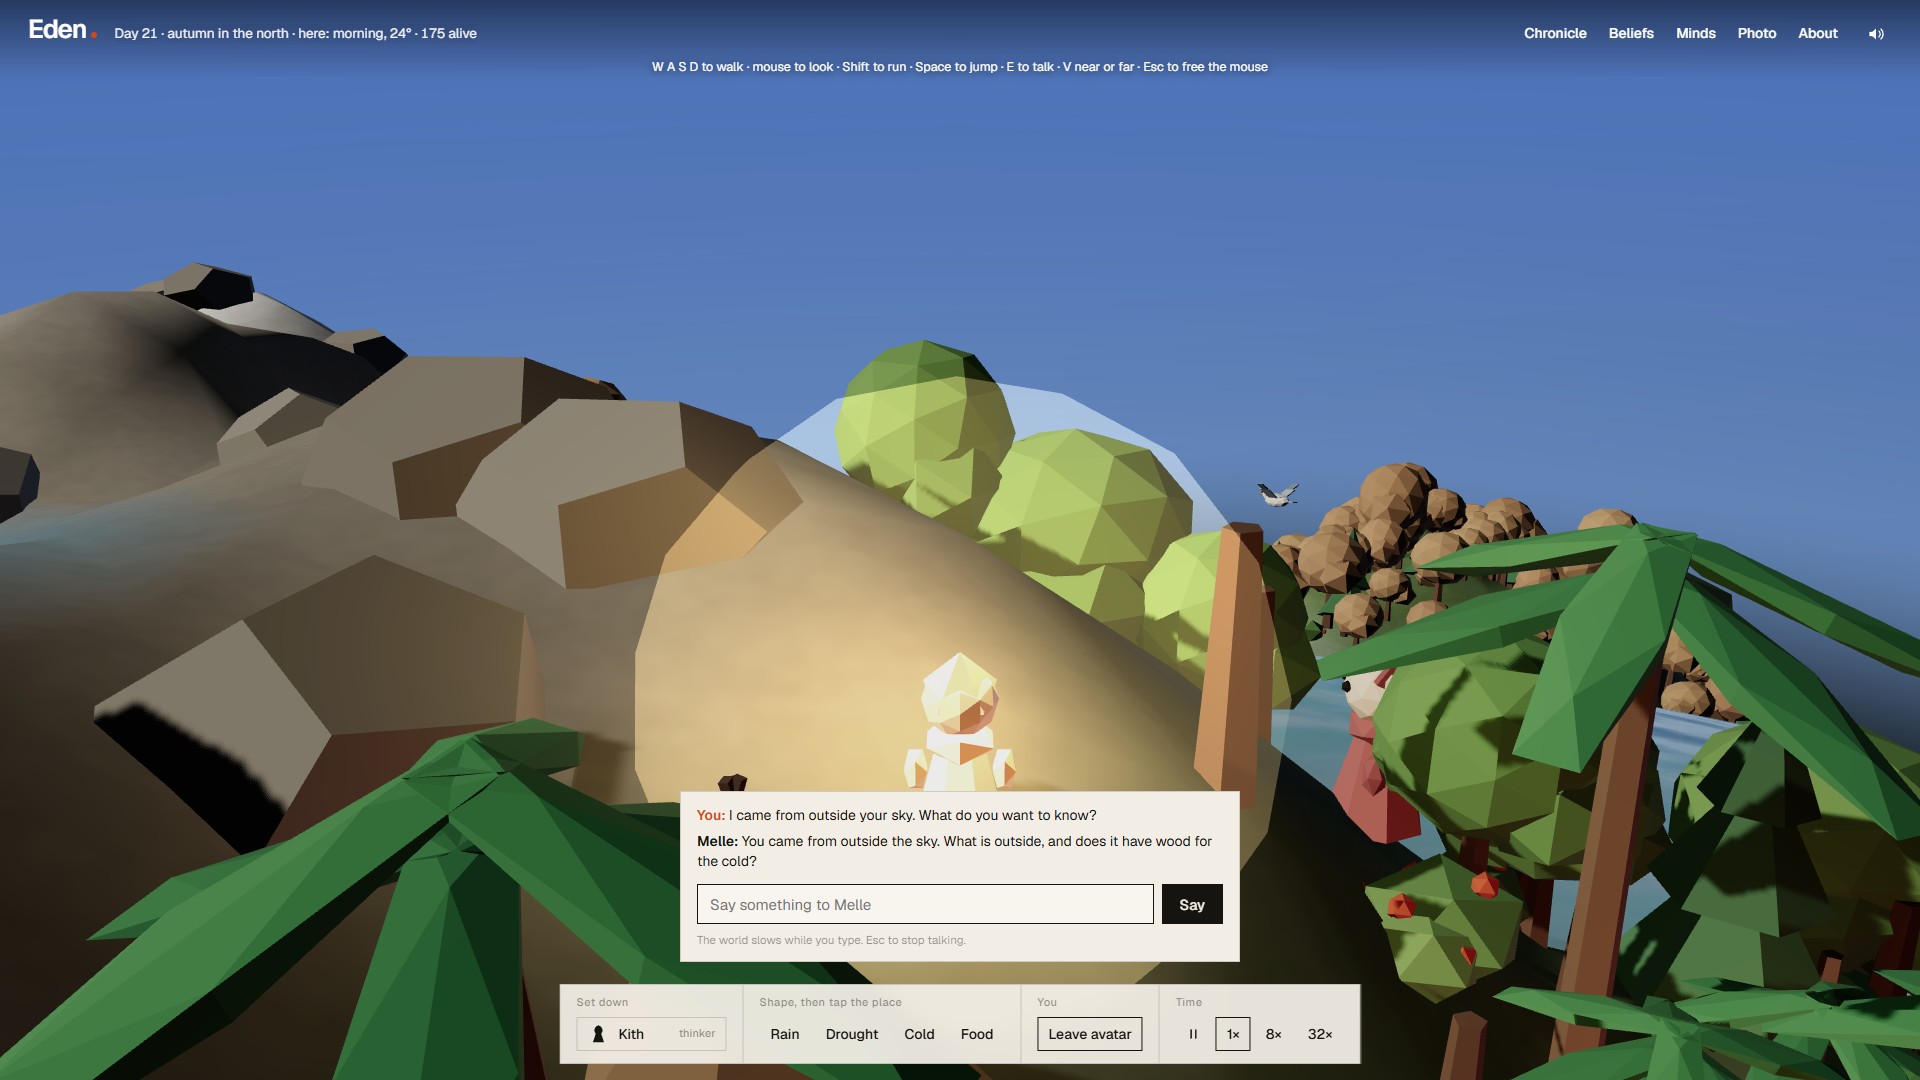 Eden.
Day 21 · autumn in the north · here: morning, 24° · 175 alive
Chronicle Beliefs Minds Photo About
W A S D to walk · mouse to look · Shift to run · Space to jump · E to talk · V near or far · Esc to free the mouse
You: I came from outside your sky. What do you want to know?
Melle: You came from outside the sky. What is outside, and does it have wood for
the cold?
Say something to Melle
Say
The world slows while you type. Esc to stop talking.
Set down
Kith thinker
Shape, then tap the place
Rain Drought Cold Food
You
Leave avatar
Time
1× 8× 32×